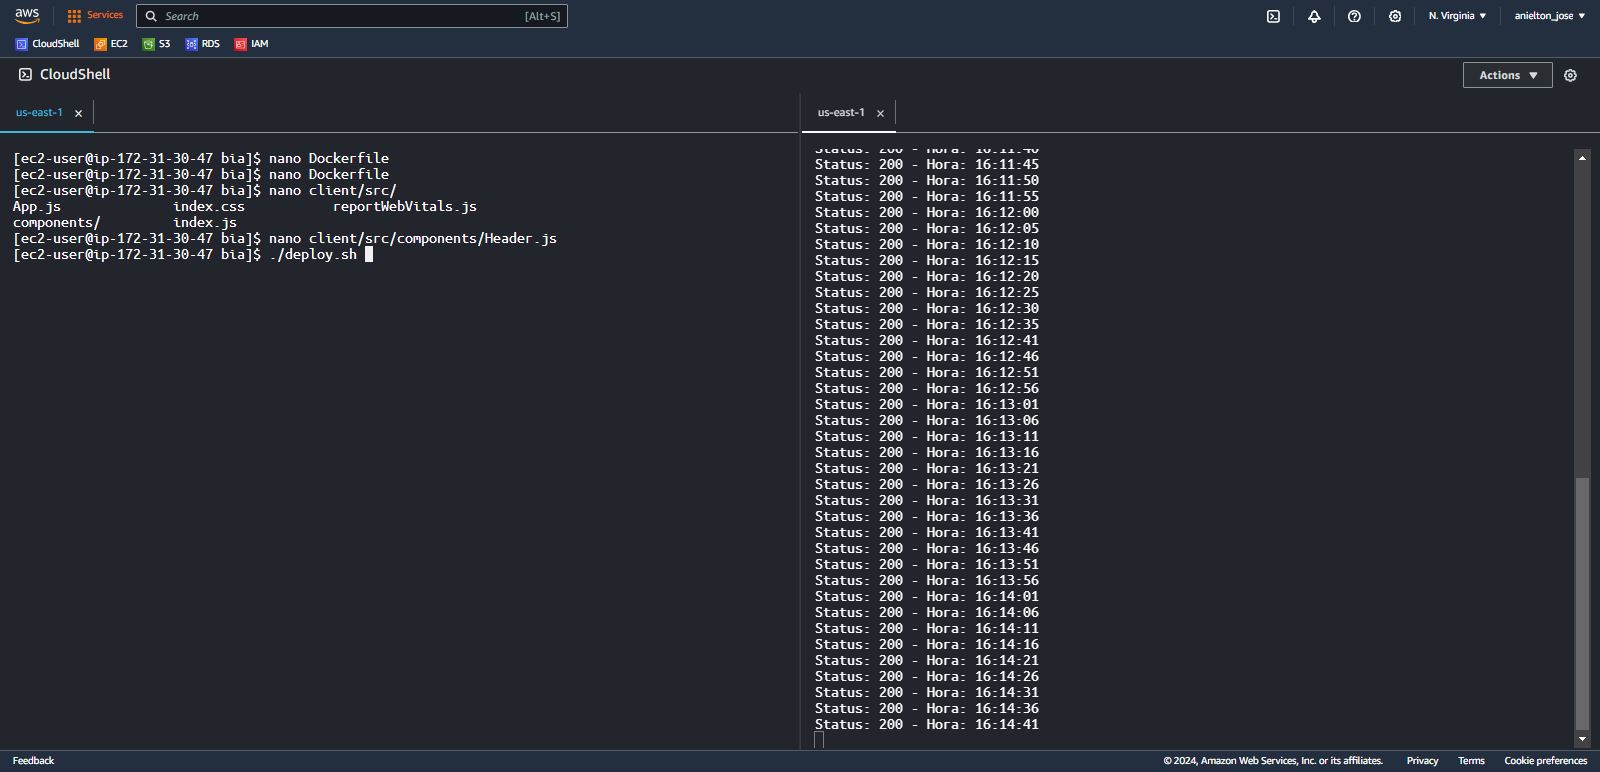 aws
Services
Search
[Alt+S]
N. Virginia
anielton_jose
CloudShell
EC2
S3
RDS
IAM
CloudShell
Actions
us-east-1
[ec2-user@ip-172-31-30-47 bia]$ nano Dockerfile
[ec2-user@ip-172-31-30-47 bia]$ nano Dockerfile
[ec2-user@ip-172-31-30-47 bia]$ nano client/src/
App.js index.css reportWebVitals.js
components/ index.js
[ec2-user@ip-172-31-30-47 bia]$ nano client/src/components/Header.js
[ec2-user@ip-172-31-30-47 bia]$ ./deploy.sh
us-east-1
Status: 200 - Hora: 16:11:40
Status: 200 - Hora: 16:11:45
Status: 200 - Hora: 16:11:50
Status: 200 - Hora: 16:11:55
Status: 200 - Hora: 16:12:00
Status: 200 - Hora: 16:12:05
Status: 200 - Hora: 16:12:10
Status: 200 - Hora: 16:12:15
Status: 200 - Hora: 16:12:20
Status: 200 - Hora: 16:12:25
Status: 200 - Hora: 16:12:30
Status: 200 - Hora: 16:12:35
Status: 200 - Hora: 16:12:41
Status: 200 - Hora: 16:12:46
Status: 200 - Hora: 16:12:51
Status: 200 - Hora: 16:12:56
Status: 200 - Hora: 16:13:01
Status: 200 - Hora: 16:13:06
Status: 200 - Hora: 16:13:11
Status: 200 - Hora: 16:13:16
Status: 200 - Hora: 16:13:21
Status: 200 - Hora: 16:13:26
Status: 200 - Hora: 16:13:31
Status: 200 - Hora: 16:13:36
Status: 200 - Hora: 16:13:41
Status: 200 - Hora: 16:13:46
Status: 200 - Hora: 16:13:51
Status: 200 - Hora: 16:13:56
Status: 200 - Hora: 16:14:01
Status: 200 - Hora: 16:14:06
Status: 200 - Hora: 16:14:11
Status: 200 - Hora: 16:14:16
Status: 200 - Hora: 16:14:21
Status: 200 - Hora: 16:14:26
Status: 200 - Hora: 16:14:31
Status: 200 - Hora: 16:14:36
Status: 200 - Hora: 16:14:41
Feedback
© 2024, Amazon Web Services, Inc. or its affiliates.
Privacy
Terms
Cookie preferences